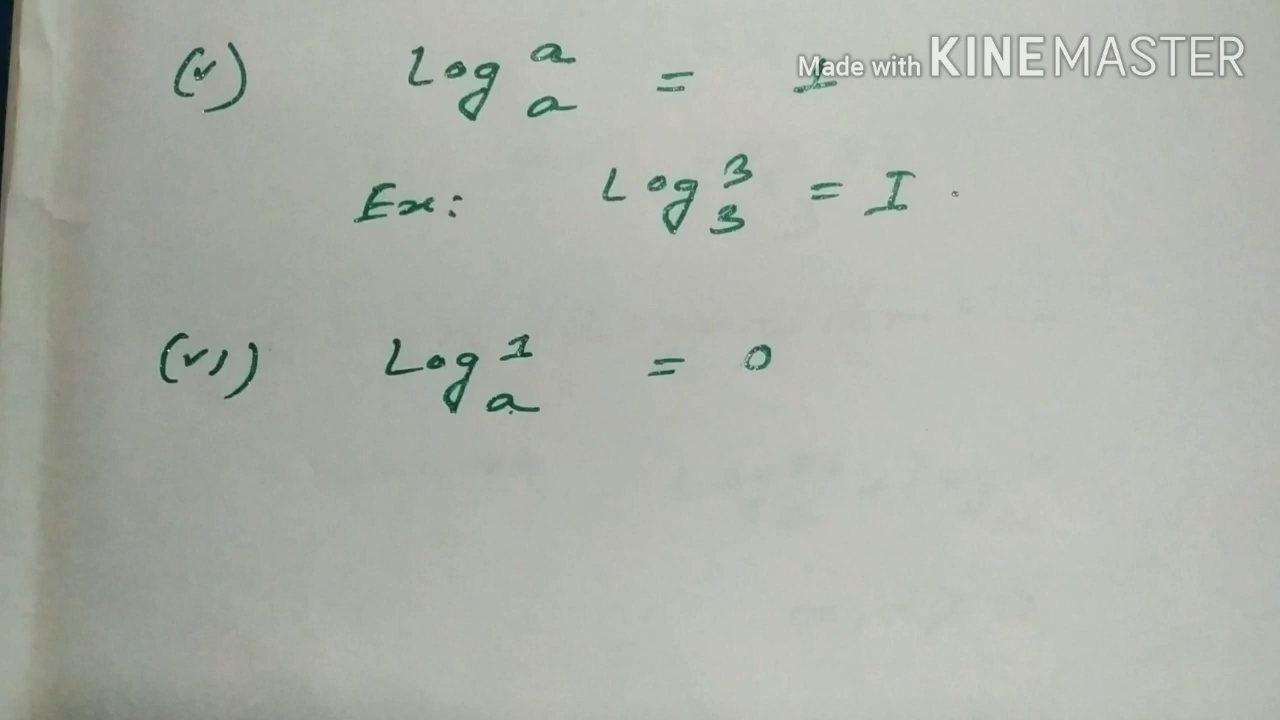 (v) Log a a = 1
Made with KINEMASTER
Ex: Log 3 3 = I .
(vi) Log 1 a = 0